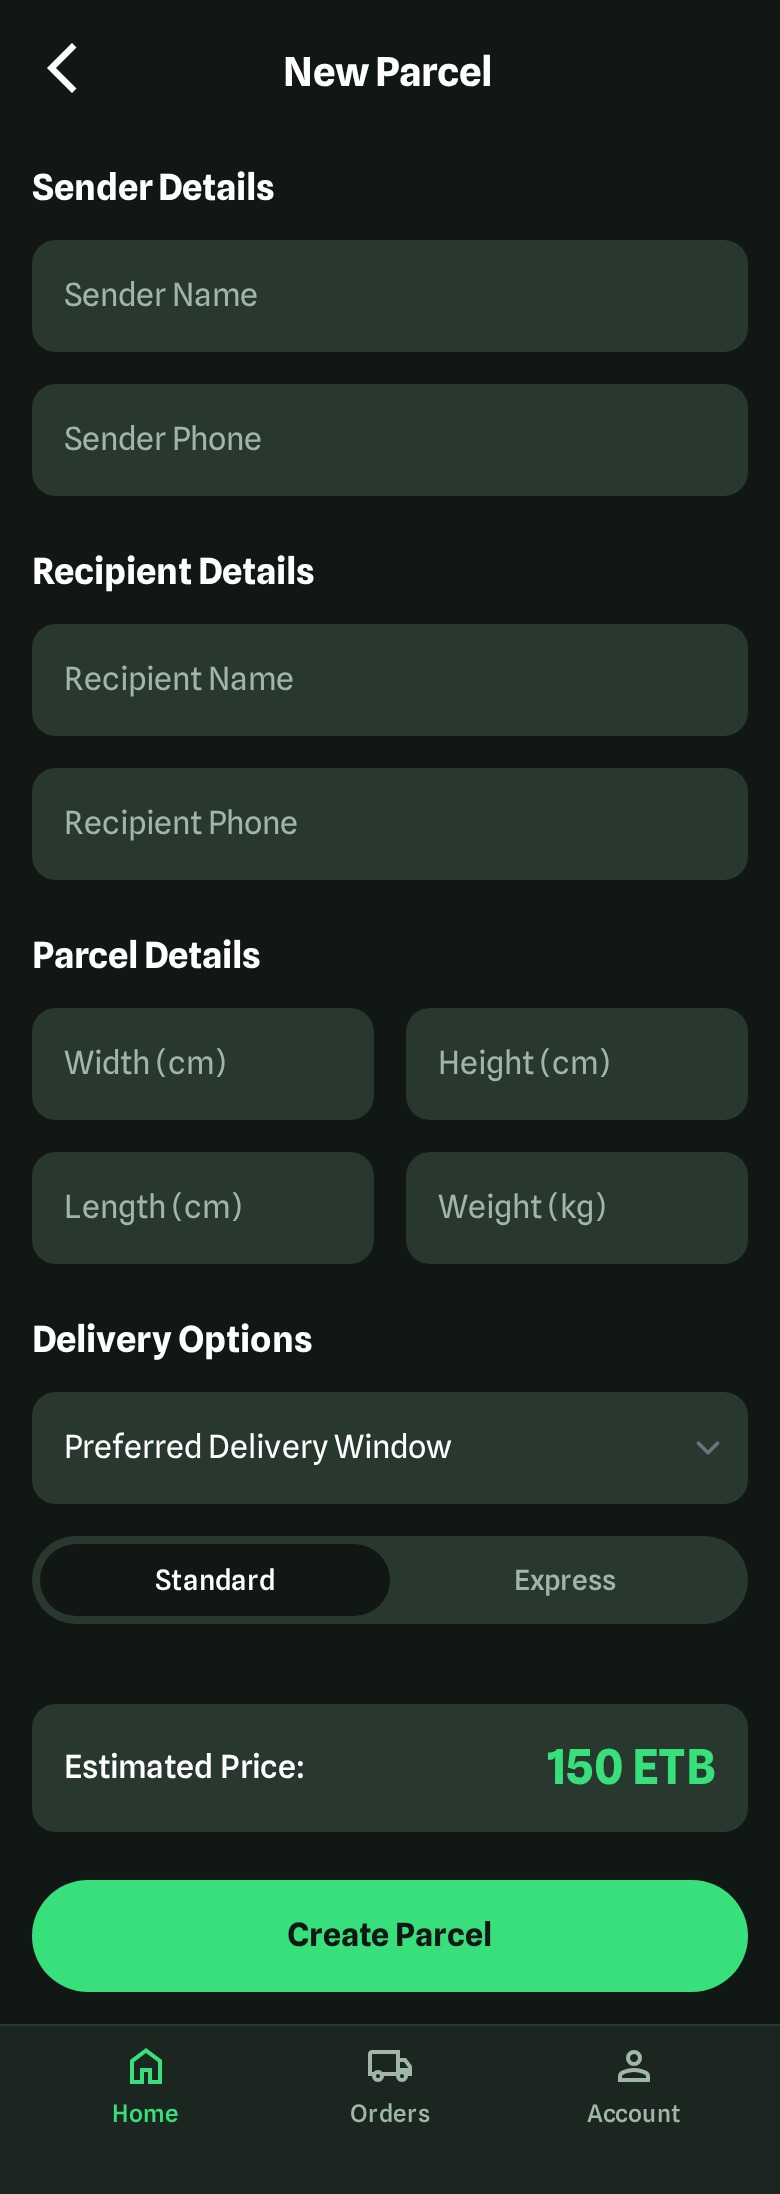 New Parcel
Sender Details
Sender Name
Sender Phone
Recipient Details
Recipient Name
Recipient Phone
Parcel Details
Width (cm)
Height (cm)
Length (cm)
Weight (kg)
Delivery Options
Preferred Delivery Window
Standard
Express
Estimated Price:
150 ETB
Create Parcel
Home
Orders
Account